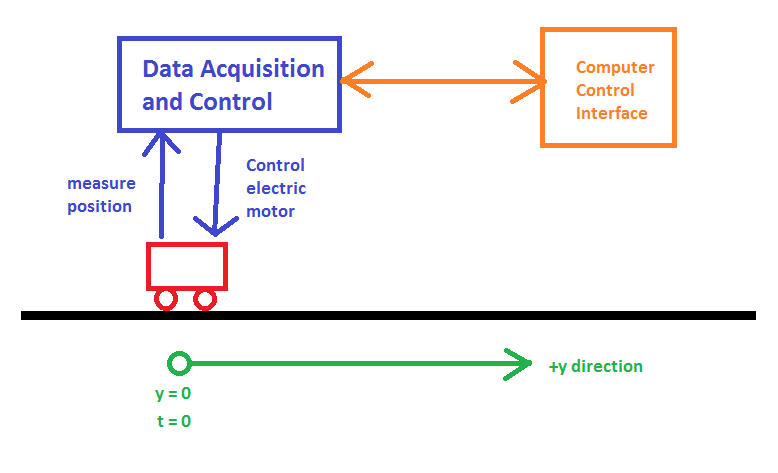 Data Acquisition
and Control
Computer
Control
Interface
measure
position
Control
electric
motor
+y direction
y = 0
t = 0